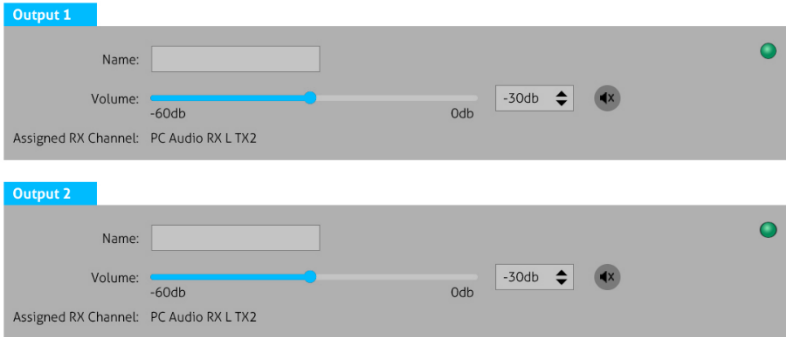 Output 1
Name:
Volume:
-30db
-60db 0db
Assigned RX Channel: PC Audio RX L TX2
Output 2
Name:
Volume:
-30db
-60db 0db
Assigned RX Channel: PC Audio RX L TX2